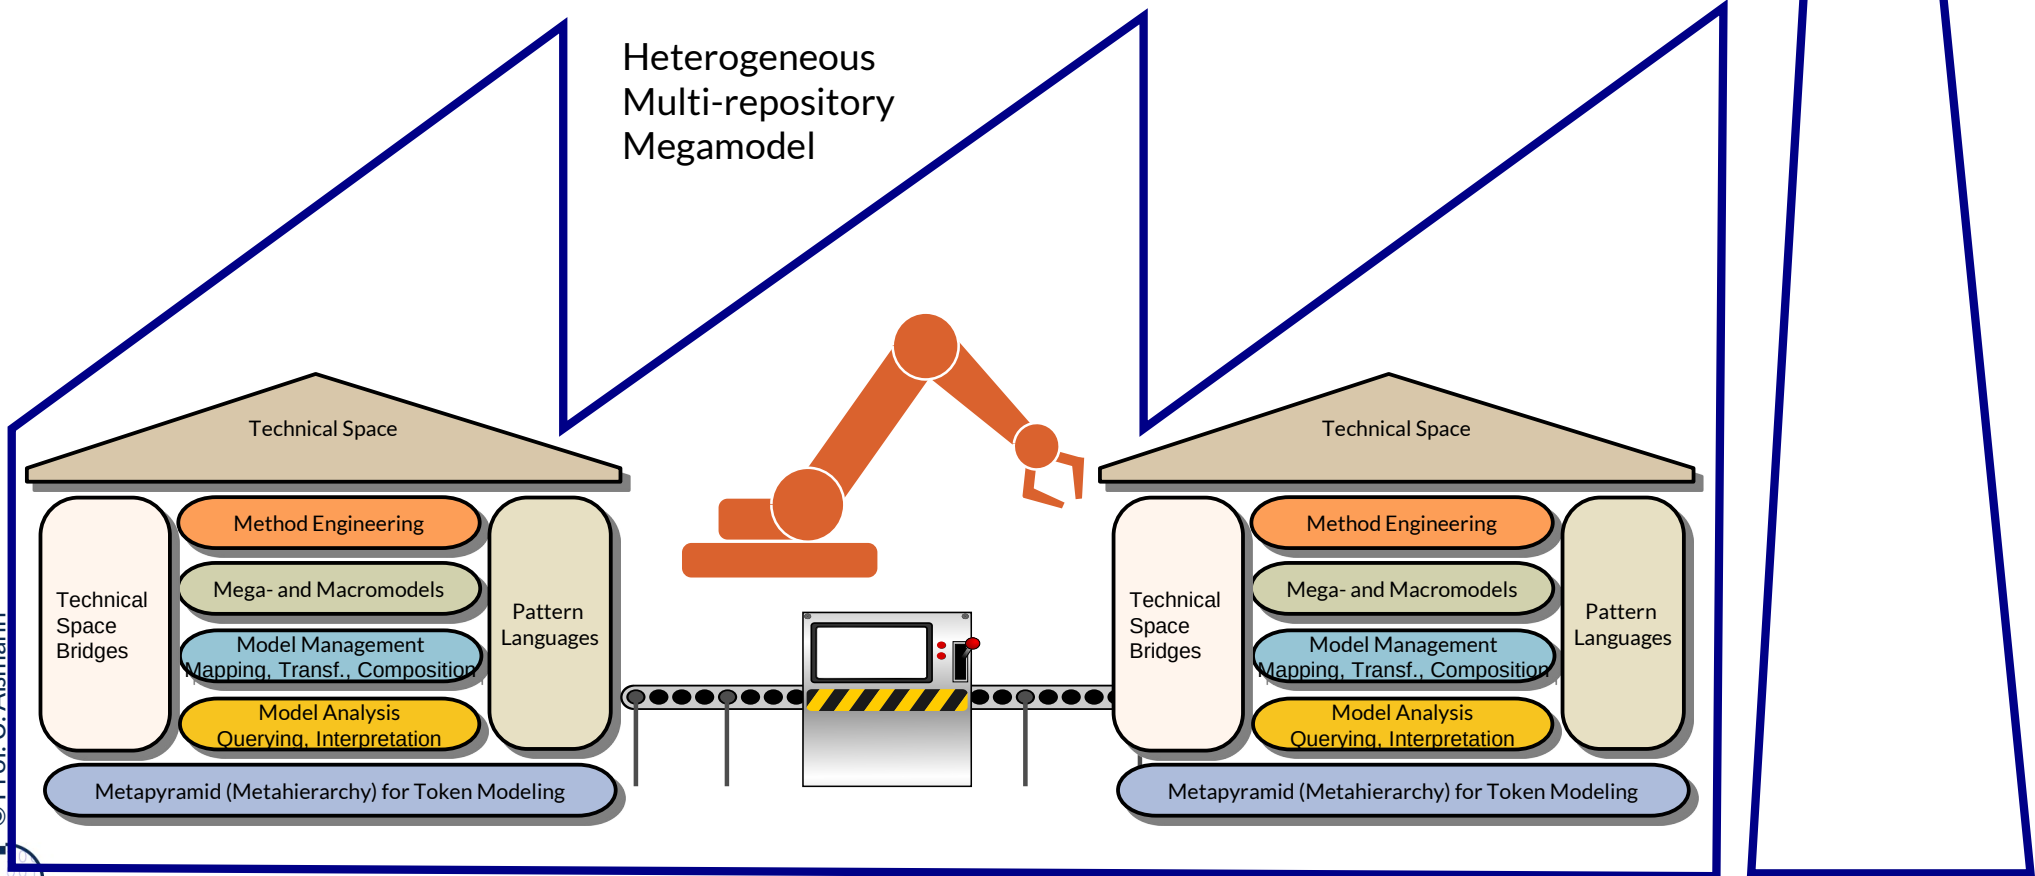 Heterogeneous
Multi-repository
Megamodel
Technical Space
Method Engineering
Mega- and Macromodels
Model Management
Mapping, Transf., Composition
Model Analysis
Querying, Interpretation
Technical
Space
Bridges
Pattern
Languages
Metapyramid (Metahierarchy) for Token Modeling
Technical Space
Method Engineering
Mega- and Macromodels
Model Management
Mapping, Transf., Composition
Model Analysis
Querying, Interpretation
Technical
Space
Bridges
Pattern
Languages
Metapyramid (Metahierarchy) for Token Modeling